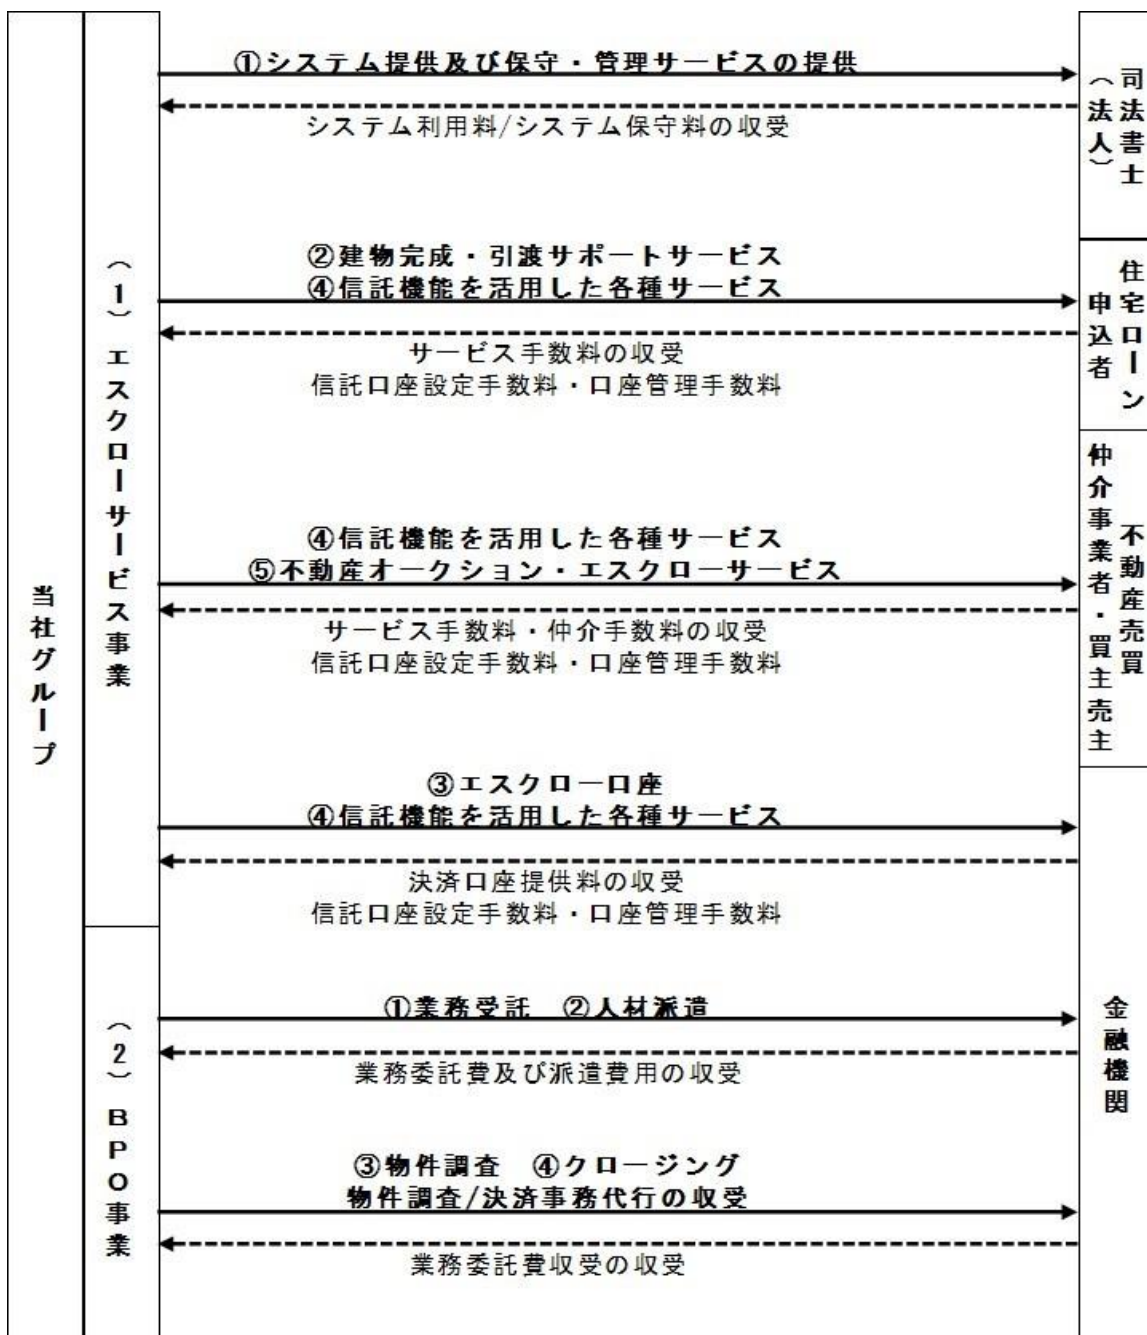 当社グループ
（１）エスクローサービス事業
（２）ＢＰＯ事業
①システム提供及び保守・管理サービスの提供
システム利用料/システム保守料の収受
②建物完成・引渡サポートサービス
④信託機能を活用した各種サービス
サービス手数料の収受
信託口座設定手数料・口座管理手数料
④信託機能を活用した各種サービス
⑤不動産オークション・エスクローサービス
サービス手数料・仲介手数料の収受
信託口座設定手数料・口座管理手数料
③エスクロー口座
④信託機能を活用した各種サービス
決済口座提供料の収受
信託口座設定手数料・口座管理手数料
①業務受託　②人材派遣
業務委託費及び派遣費用の収受
③物件調査　④クロージング
物件調査/決済事務代行の収受
業務委託費収受の収受
司法書士
（法人）
住宅ローン
申込者
不動産売買
仲介事業者・買主売主
金融機関